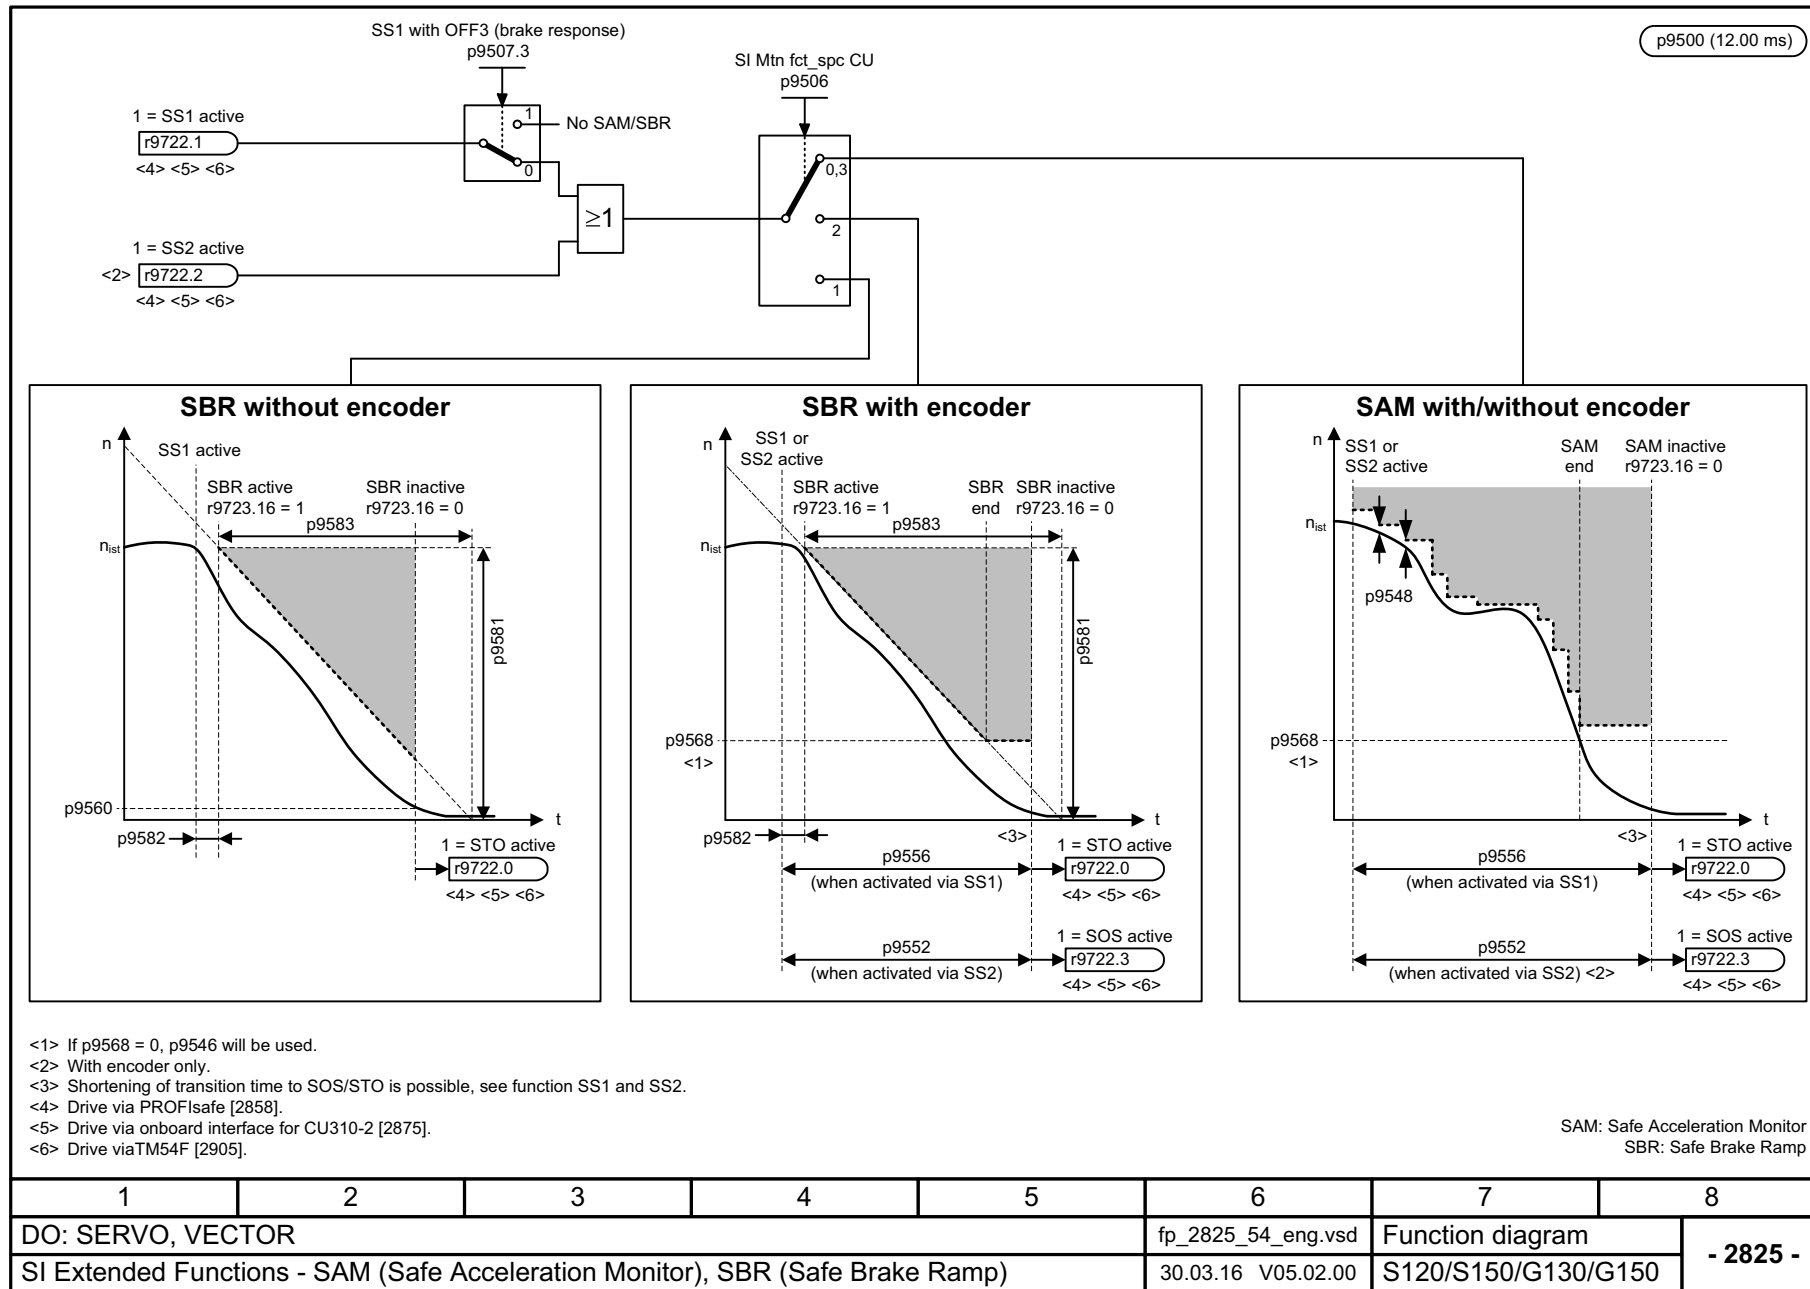 SS1 with OFF3 (brake response)
p9507.3
SI Mtn fct_spc CU
p9506
p9500 (12.00 ms)
1 = SS1 active
r9722.1
<4> <5> <6>
1
No SAM/SBR
0
≥1
0,3
2
1
1 = SS2 active
<2> r9722.2
<4> <5> <6>
SBR without encoder
n
SS1 active
SBR active
r9723.16 = 1
SBR inactive
r9723.16 = 0
p9583
nist
p9581
p9560
t
p9582
1 = STO active
r9722.0
<4> <5> <6>
SBR with encoder
n
SS1 or
SS2 active
SBR active
r9723.16 = 1
SBR
end
SBR inactive
r9723.16 = 0
p9583
nist
p9581
p9568
<1>
t
p9582
<3>
p9556
(when activated via SS1)
1 = STO active
r9722.0
<4> <5> <6>
p9552
(when activated via SS2)
1 = SOS active
r9722.3
<4> <5> <6>
SAM with/without encoder
n
SS1 or
SS2 active
SAM
end
SAM inactive
r9723.16 = 0
nist
p9548
p9568
<1>
t
<3>
p9556
(when activated via SS1)
1 = STO active
r9722.0
<4> <5> <6>
p9552
(when activated via SS2) <2>
1 = SOS active
r9722.3
<4> <5> <6>
<1> If p9568 = 0, p9546 will be used.
<2> With encoder only.
<3> Shortening of transition time to SOS/STO is possible, see function SS1 and SS2.
<4> Drive via PROFIsafe [2858].
<5> Drive via onboard interface for CU310-2 [2875].
<6> Drive viaTM54F [2905].
SAM: Safe Acceleration Monitor
SBR: Safe Brake Ramp
1 2 3 4 5 6 7 8
DO: SERVO, VECTOR
fp_2825_54_eng.vsd
Function diagram
- 2825 -
SI Extended Functions - SAM (Safe Acceleration Monitor), SBR (Safe Brake Ramp)
30.03.16 V05.02.00
S120/S150/G130/G150